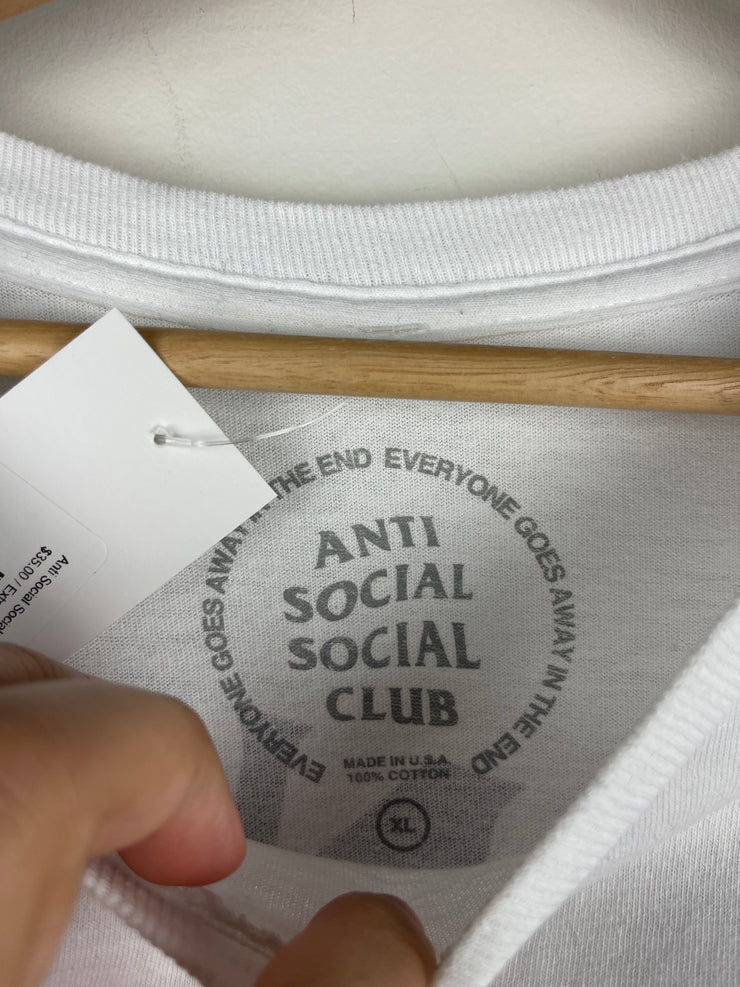 EVERYONE GOES AWAY IN THE END EVERYONE GOES AWAY IN THE END
ANTI
SOCIAL
SOCIAL
CLUB
MADE IN U.S.A.
100% COTTON
XL
Anti Social Social
$35.00 /